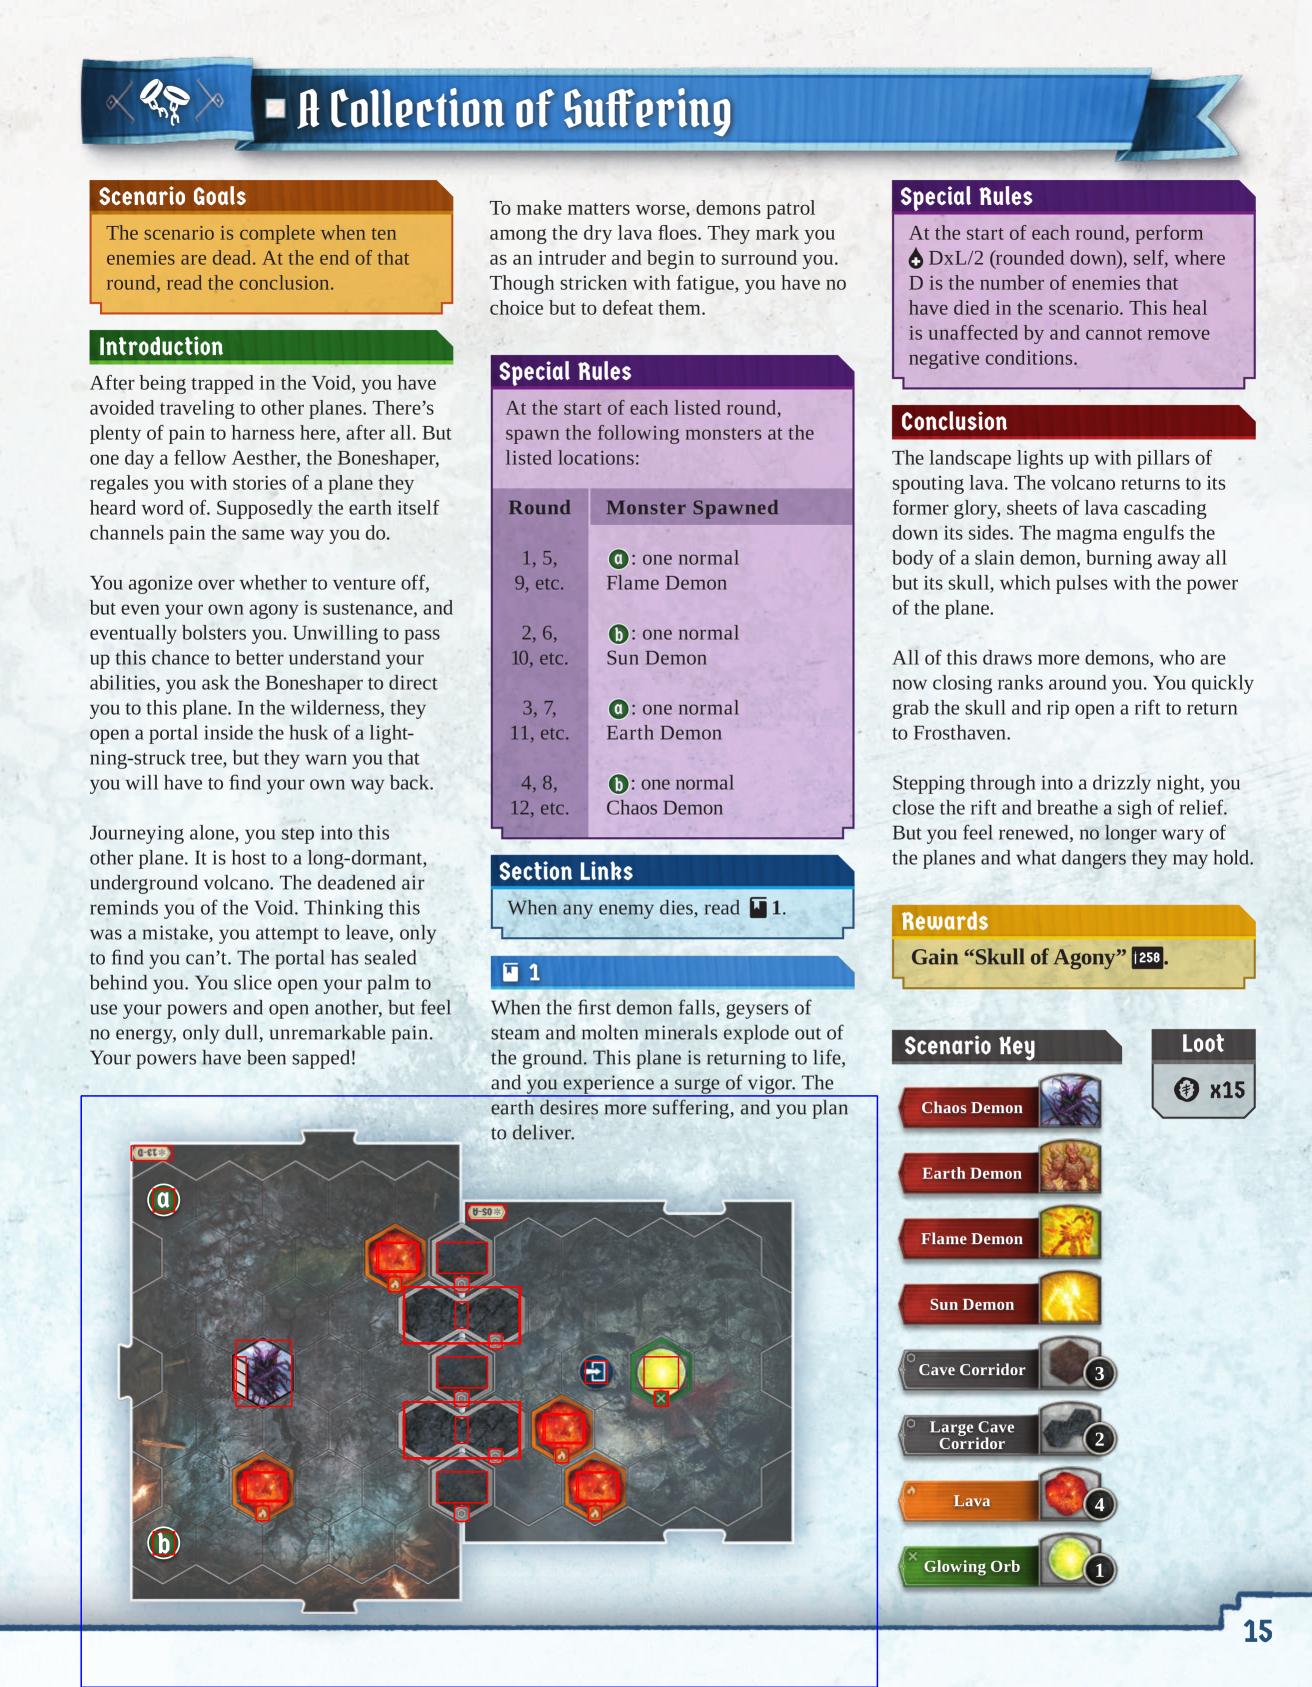 A Collection of Suffering
Scenario Goals
The scenario is complete when ten
enemies are dead. At the end of that
round, read the conclusion.
Introduction
After being trapped in the Void, you have
avoided traveling to other planes. There’s
plenty of pain to harness here, after all. But
one day a fellow Aesther, the Boneshaper,
regales you with stories of a plane they
heard word of. Supposedly the earth itself
channels pain the same way you do.
You agonize over whether to venture off,
but even your own agony is sustenance, and
eventually bolsters you. Unwilling to pass
up this chance to better understand your
abilities, you ask the Boneshaper to direct
you to this plane. In the wilderness, they
open a portal inside the husk of a light-
ning-struck tree, but they warn you that
you will have to find your own way back.
Journeying alone, you step into this
other plane. It is host to a long-dormant,
underground volcano. The deadened air
reminds you of the Void. Thinking this
was a mistake, you attempt to leave, only
to find you can’t. The portal has sealed
behind you. You slice open your palm to
use your powers and open another, but feel
no energy, only dull, unremarkable pain.
Your powers have been sapped!
To make matters worse, demons patrol
among the dry lava floes. They mark you
as an intruder and begin to surround you.
Though stricken with fatigue, you have no
choice but to defeat them.
Special Rules
At the start of each listed round,
spawn the following monsters at the
listed locations:
Round Monster Spawned
1, 5, a: one normal
9, etc. Flame Demon
2, 6, b: one normal
10, etc. Sun Demon
3, 7, a: one normal
11, etc. Earth Demon
4, 8, b: one normal
12, etc. Chaos Demon
Section Links
When any enemy dies, read 1.
1
When the first demon falls, geysers of
steam and molten minerals explode out of
the ground. This plane is returning to life,
and you experience a surge of vigor. The
earth desires more suffering, and you plan
to deliver.
Special Rules
At the start of each round, perform
DxL/2 (rounded down), self, where
D is the number of enemies that
have died in the scenario. This heal
is unaffected by and cannot remove
negative conditions.
Conclusion
The landscape lights up with pillars of
spouting lava. The volcano returns to its
former glory, sheets of lava cascading
down its sides. The magma engulfs the
body of a slain demon, burning away all
but its skull, which pulses with the power
of the plane.
All of this draws more demons, who are
now closing ranks around you. You quickly
grab the skull and rip open a rift to return
to Frosthaven.
Stepping through into a drizzly night, you
close the rift and breathe a sigh of relief.
But you feel renewed, no longer wary of
the planes and what dangers they may hold.
Rewards
Gain “Skull of Agony” 258.
Scenario Key
Chaos Demon
Earth Demon
Flame Demon
Sun Demon
Cave Corridor 3
Large Cave
Corridor 2
Lava 4
Glowing Orb 1
Loot
x15
13-D
a
05-A
b
15